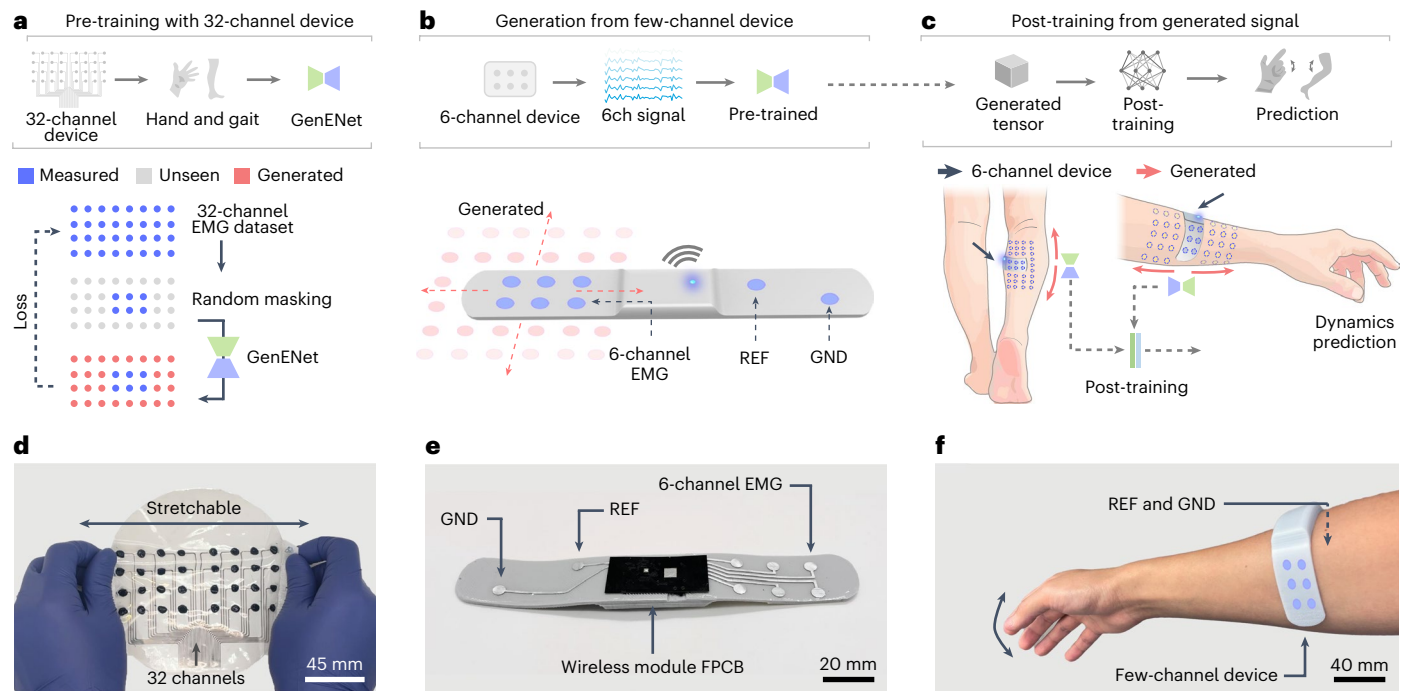 a
Pre-training with 32-channel device
32-channel
device
Hand and gait
GenENet
Measured
Unseen
Generated
32-channel
EMG dataset
Random masking
Loss
GenENet
b
Generation from few-channel device
6-channel device
6ch signal
Pre-trained
Generated
6-channel
EMG
REF
GND
c
Post-training from generated signal
Generated
tensor
Post-
training
Prediction
6-channel device
Generated
Dynamics
prediction
Post-training
d
Stretchable
32 channels
45 mm
e
GND
REF
6-channel EMG
Wireless module FPCB
20 mm
f
REF and GND
Few-channel device
40 mm